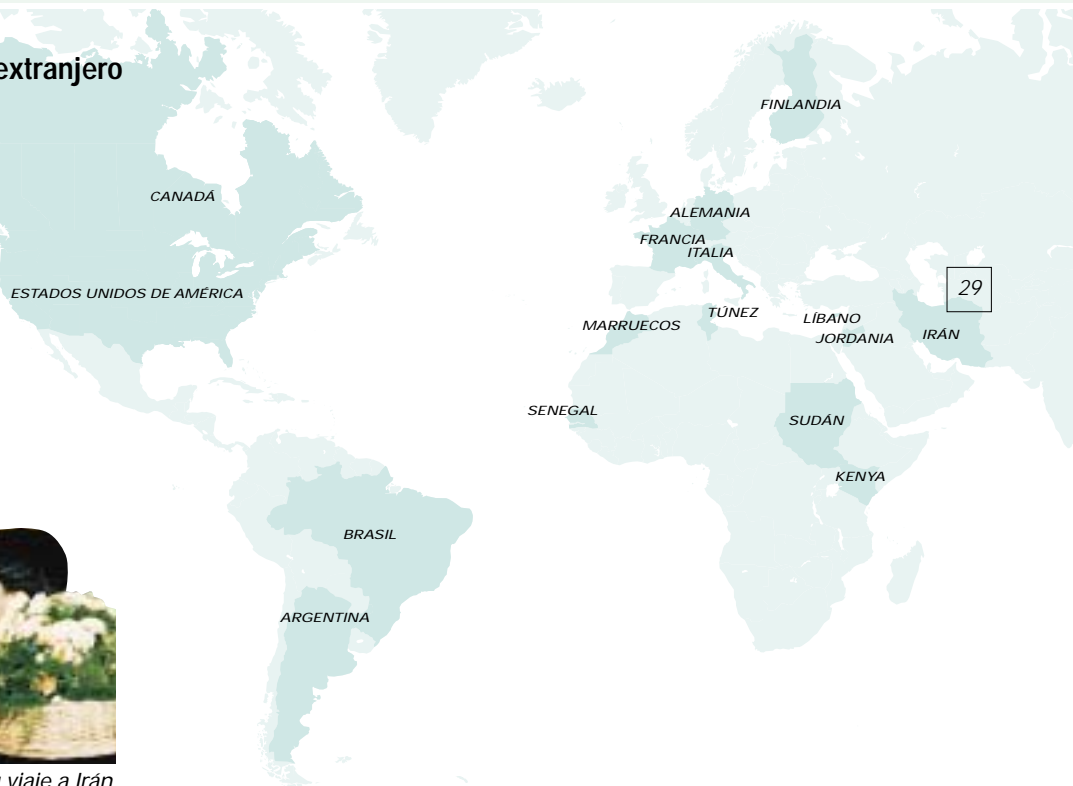 extranjero
FINLANDIA
CANADÁ
ALEMANIA
FRANCIA
ITALIA
29
ESTADOS UNIDOS DE AMÉRICA
TÚNEZ
LÍBANO
MARRUECOS
JORDANIA
IRÁN
SENEGAL
SUDÁN
KENYA
BRASIL
ARGENTINA
viaje a Irán